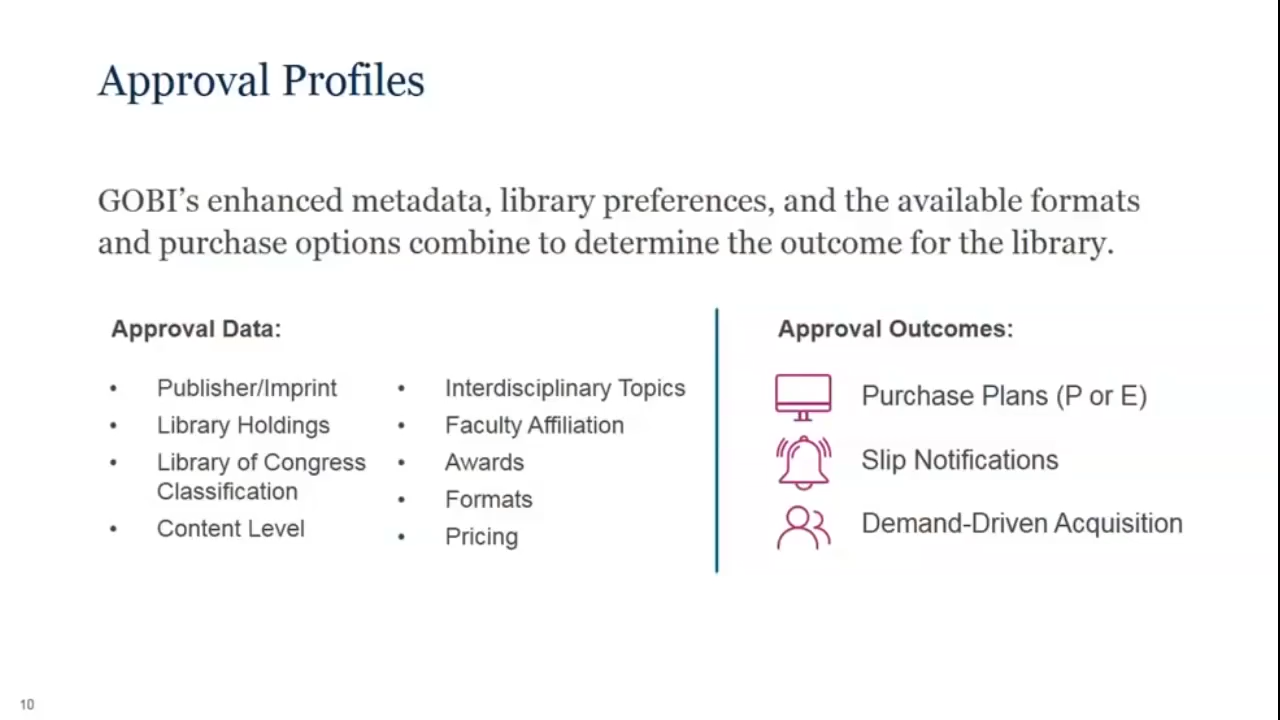 Approval Profiles
GOBI’s enhanced metadata, library preferences, and the available formats
and purchase options combine to determine the outcome for the library.
Approval Data:
• Publisher/Imprint
• Library Holdings
• Library of Congress
Classification
• Content Level
• Interdisciplinary Topics
• Faculty Affiliation
• Awards
• Formats
• Pricing
Approval Outcomes:
Purchase Plans (P or E)
Slip Notifications
Demand-Driven Acquisition
10